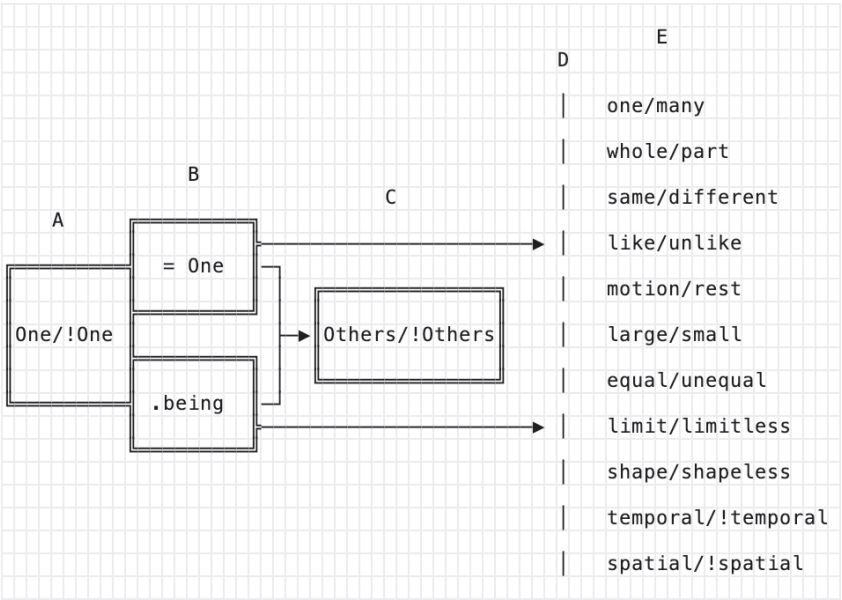 E
D
| one/many
| whole/part
B
| same/different
C
A
| like/unlike
= One
| motion/rest
One/!One
Others/!Others
| large/small
| equal/unequal
.being
| limit/limitless
| shape/shapeless
| temporal/!temporal
| spatial/!spatial